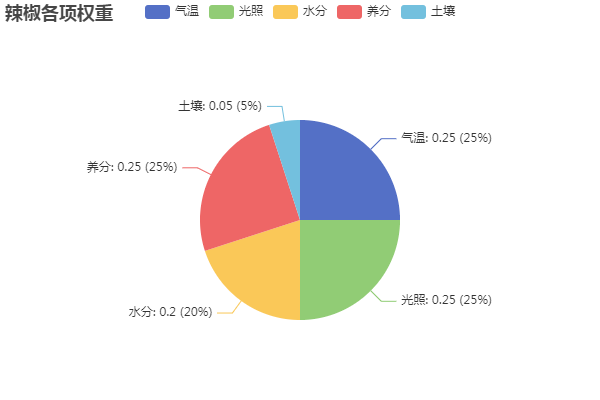 辣椒各项权重
气温 光照 水分 养分 土壤
土壤: 0.05 (5%)
气温: 0.25 (25%)
养分: 0.25 (25%)
光照: 0.25 (25%)
水分: 0.2 (20%)